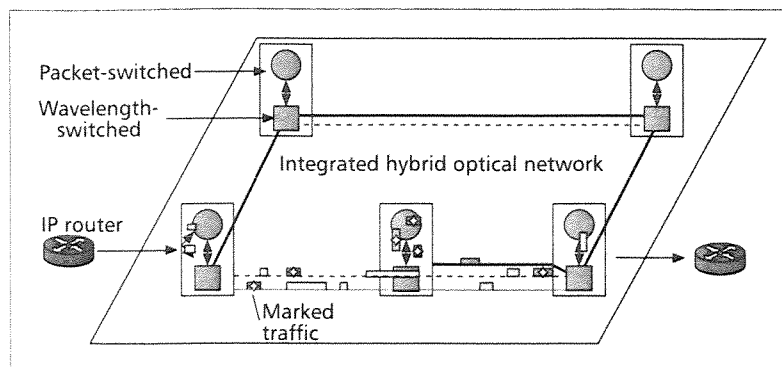 Packet-switched
Wavelength-
switched
Integrated hybrid optical network
IP router
Marked
traffic